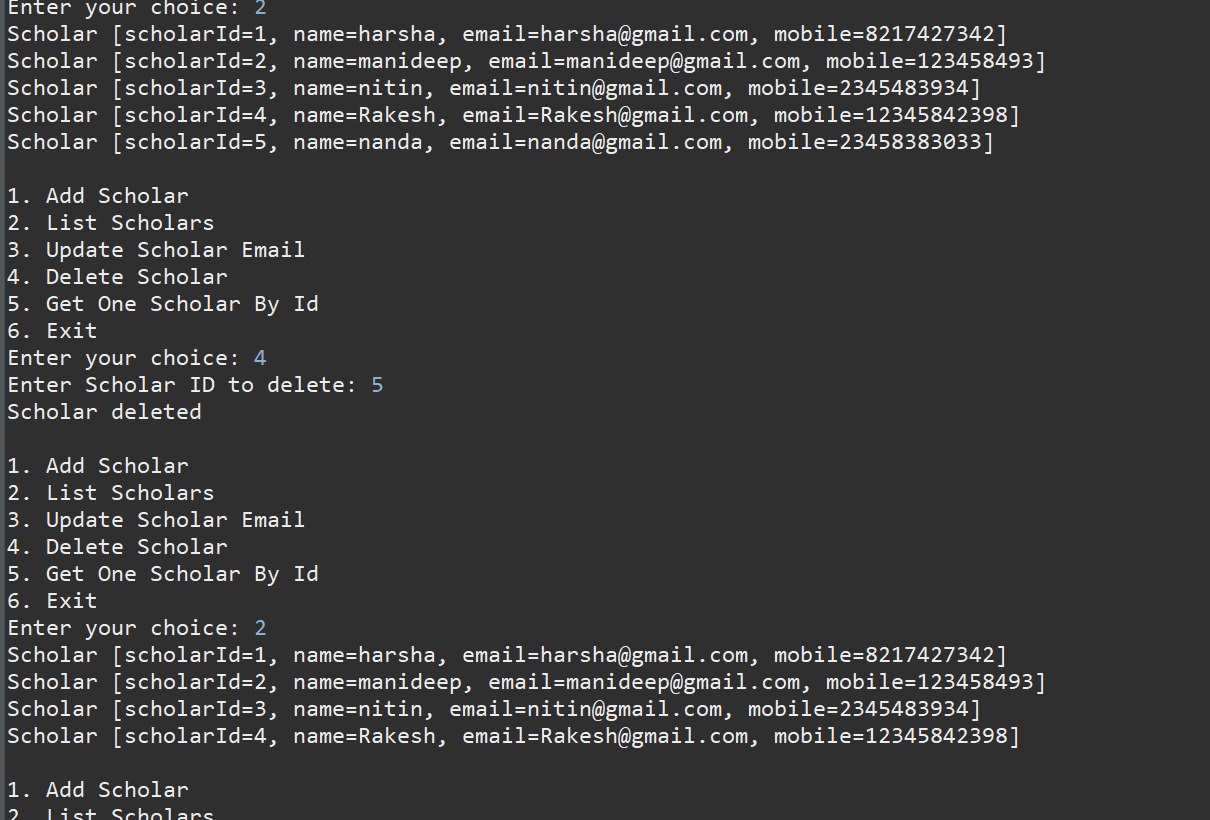 Enter your choice: 2
Scholar [scholarId=1, name=harsha, email=harsha@gmail.com, mobile=8217427342]
Scholar [scholarId=2, name=manideep, email=manideep@gmail.com, mobile=123458493]
Scholar [scholarId=3, name=nitin, email=nitin@gmail.com, mobile=2345483934]
Scholar [scholarId=4, name=Rakesh, email=Rakesh@gmail.com, mobile=12345842398]
Scholar [scholarId=5, name=nanda, email=nanda@gmail.com, mobile=23458383033]
1. Add Scholar
2. List Scholars
3. Update Scholar Email
4. Delete Scholar
5. Get One Scholar By Id
6. Exit
Enter your choice: 4
Enter Scholar ID to delete: 5
Scholar deleted
1. Add Scholar
2. List Scholars
3. Update Scholar Email
4. Delete Scholar
5. Get One Scholar By Id
6. Exit
Enter your choice: 2
Scholar [scholarId=1, name=harsha, email=harsha@gmail.com, mobile=8217427342]
Scholar [scholarId=2, name=manideep, email=manideep@gmail.com, mobile=123458493]
Scholar [scholarId=3, name=nitin, email=nitin@gmail.com, mobile=2345483934]
Scholar [scholarId=4, name=Rakesh, email=Rakesh@gmail.com, mobile=12345842398]
1. Add Scholar
2. List Scholars